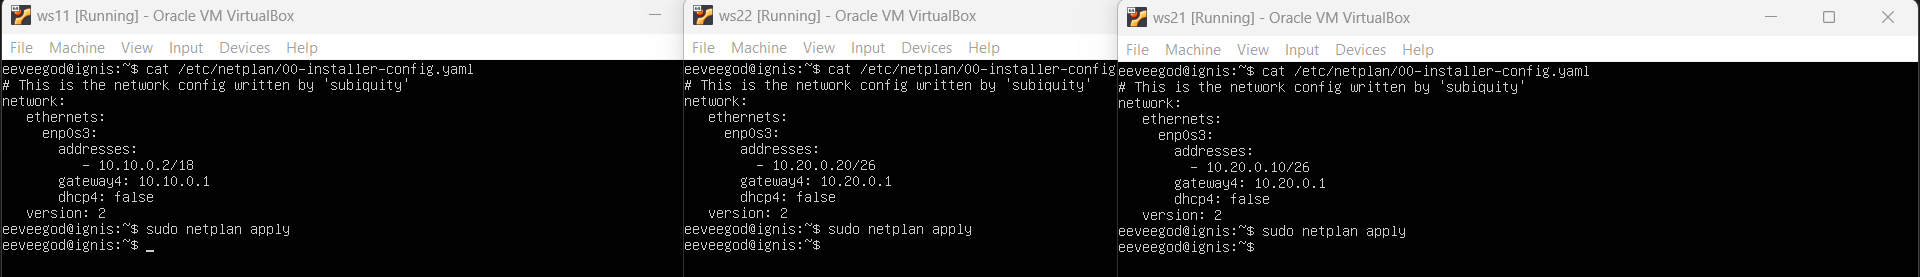 ws11 [Running] - Oracle VM VirtualBox
File Machine View Input Devices Help
eeveegod@ignis:~$ cat /etc/netplan/00-installer-config.yaml
# This is the network config written by 'subiquity'
network:
  ethernets:
    enp0s3:
      addresses:
        - 10.10.0.2/18
      gateway4: 10.10.0.1
      dhcp4: false
  version: 2
eeveegod@ignis:~$ sudo netplan apply
eeveegod@ignis:~$ _
ws22 [Running] - Oracle VM VirtualBox
File Machine View Input Devices Help
eeveegod@ignis:~$ cat /etc/netplan/00-installer-config
# This is the network config written by 'subiquity'
network:
  ethernets:
    enp0s3:
      addresses:
        - 10.20.0.20/26
      gateway4: 10.20.0.1
      dhcp4: false
  version: 2
eeveegod@ignis:~$ sudo netplan apply
eeveegod@ignis:~$
ws21 [Running] - Oracle VM VirtualBox
File Machine View Input Devices Help
eeveegod@ignis:~$ cat /etc/netplan/00-installer-config.yaml
# This is the network config written by 'subiquity'
network:
  ethernets:
    enp0s3:
      addresses:
        - 10.20.0.10/26
      gateway4: 10.20.0.1
      dhcp4: false
  version: 2
eeveegod@ignis:~$ sudo netplan apply
eeveegod@ignis:~$